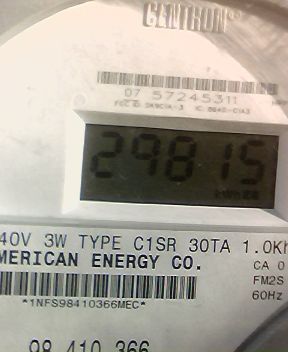 CENTRON®
07 57245311
29815
40V 3W TYPE C1SR 30TA 1.0Kh
MERICAN ENERGY CO.
CA 0
FM2S
*1NFS98410366MEC*
60Hz
98 410 366